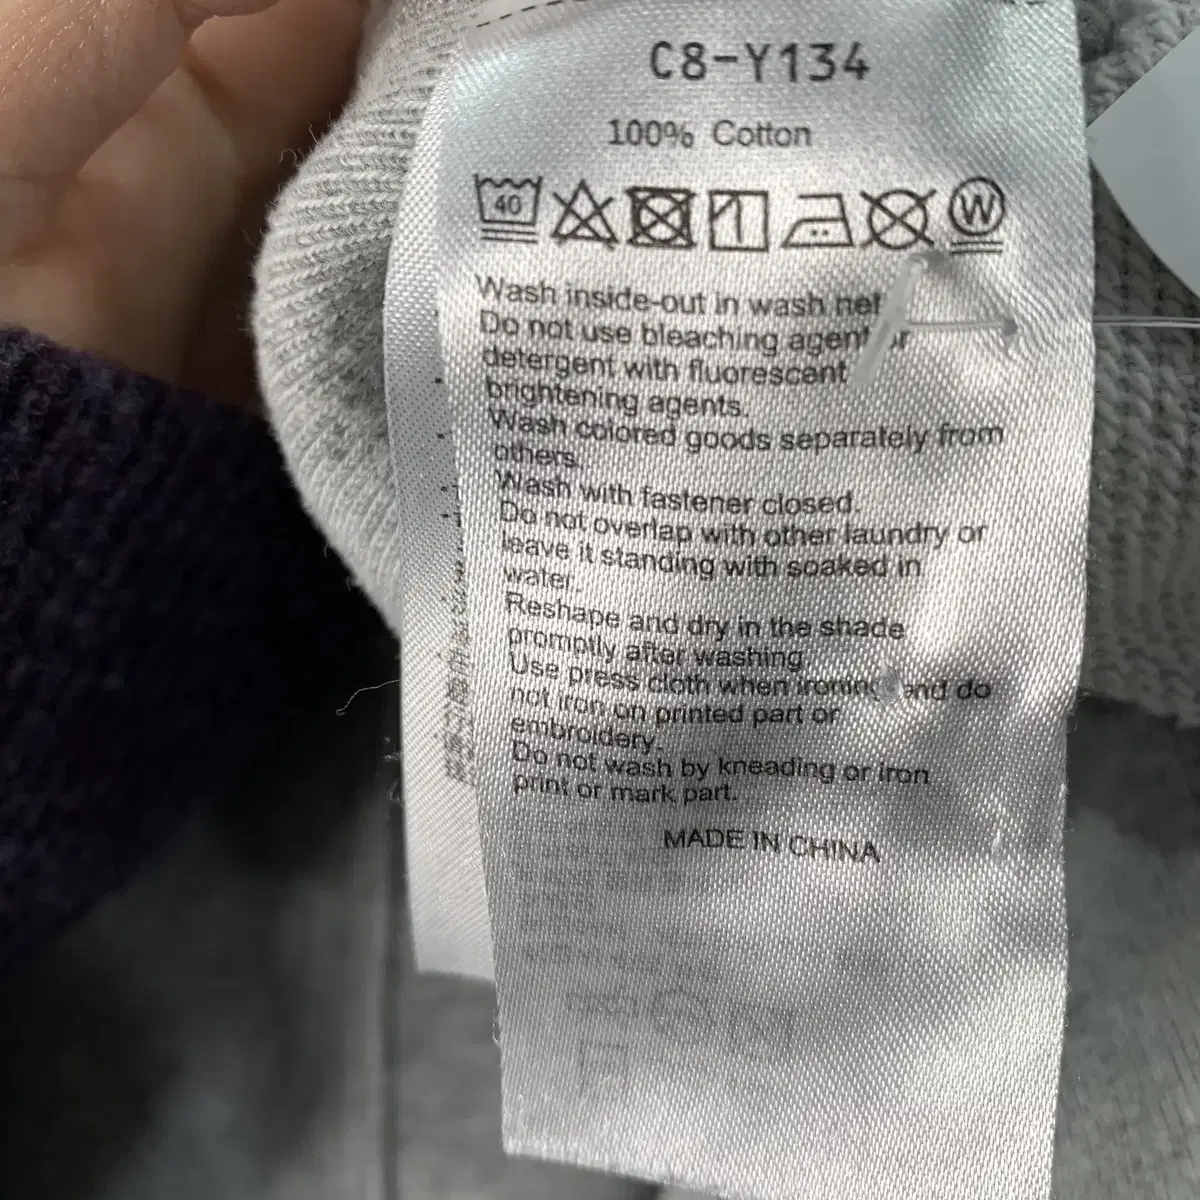 C8-Y134
100% Cotton
40
W
Wash inside-out in wash net
Do not use bleaching agent or
detergent with fluorescent
brightening agents.
Wash colored goods separately from
others.
Wash with fastener closed.
Do not overlap with other laundry or
leave it standing with soaked in
water.
Reshape and dry in the shade
promptly after washing
Use press cloth when ironing and do
not iron on printed part or
embroidery.
Do not wash by kneading or iron
print or mark part.
MADE IN CHINA